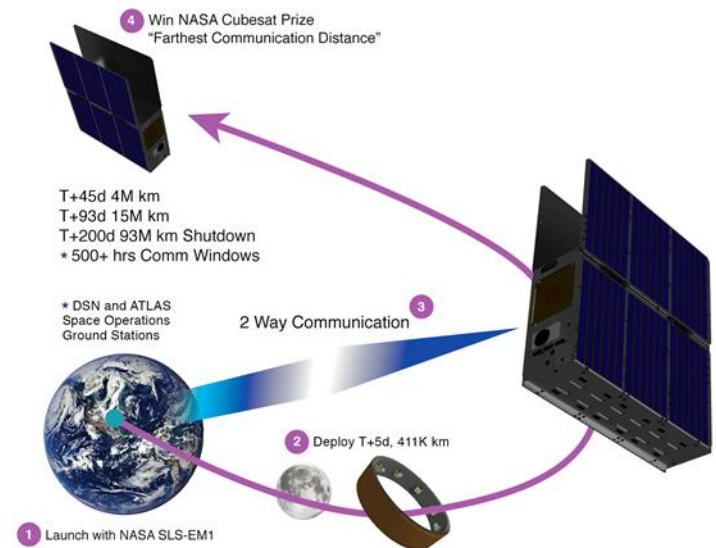 4 Win NASA Cubesat Prize
"Farthest Communication Distance"
T+45d 4M km
T+93d 15M km
T+200d 93M km Shutdown
★ 500+ hrs Comm Windows
★ DSN and ATLAS
Space Operations
Ground Stations
2 Way Communication 3
2 Deploy T+5d, 411K km
1 Launch with NASA SLS-EM1